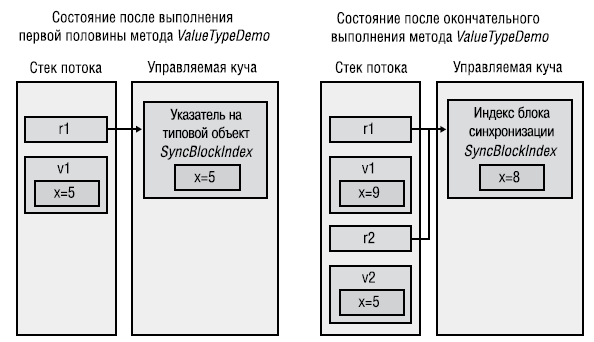 Состояние после выполнения
первой половины метода ValueTypeDemo
Стек потока
Управляемая куча
r1
v1
x=5
Указатель на
типовой объект
SyncBlockIndex
x=5
Состояние после окончательного
выполнения метода ValueTypeDemo
Стек потока
Управляемая куча
r1
v1
x=9
r2
v2
x=5
Индекс блока
синхронизации
SyncBlockIndex
x=8